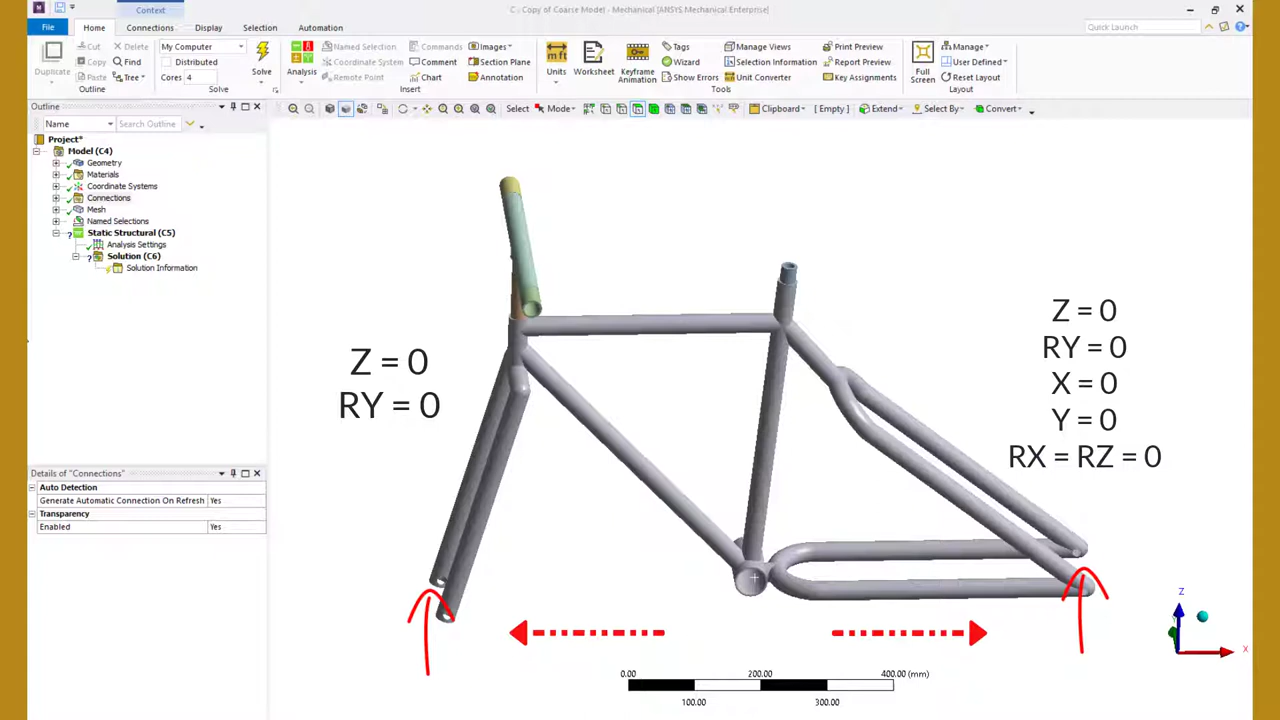 C - Copy of Coarce Model - Mechanical [ANSYS Mechanical Enterprise]
Context
File Home Connections Display Selection Automation
Quick Launch
Duplicate
Cut
Copy
Paste
Delete
Find
Tree
Outline
My Computer
Distributed
Cores 4
Solve
Solve
Analysis
Named Selection
Coordinate System
Remote Point
Commands
Comment
Chart
Images
Section Plane
Annotation
Insert
Units
Worksheet
Keyframe
Animation
Tags
Wizard
Show Errors
Manage Views
Selection Information
Unit Converter
Print Preview
Report Preview
Key Assignments
Tools
Full
Screen
Manage
User Defined
Reset Layout
Layout
Outline
Select Mode Clipboard [ Empty ] Extend Select By Convert
Name Search Outline
Project*
Model (C4)
Geometry
Materials
Coordinate Systems
Connections
Mesh
Named Selections
Static Structural (C5)
Analysis Settings
Solution (C6)
Solution Information
Details of "Connections"
Auto Detection
Generate Automatic Connection On Refresh Yes
Transparency
Enabled Yes
Z = 0
RY = 0
Z = 0
RY = 0
X = 0
Y = 0
RX = RZ = 0
0.00 200.00 400.00 (mm)
100.00 300.00
Z
X